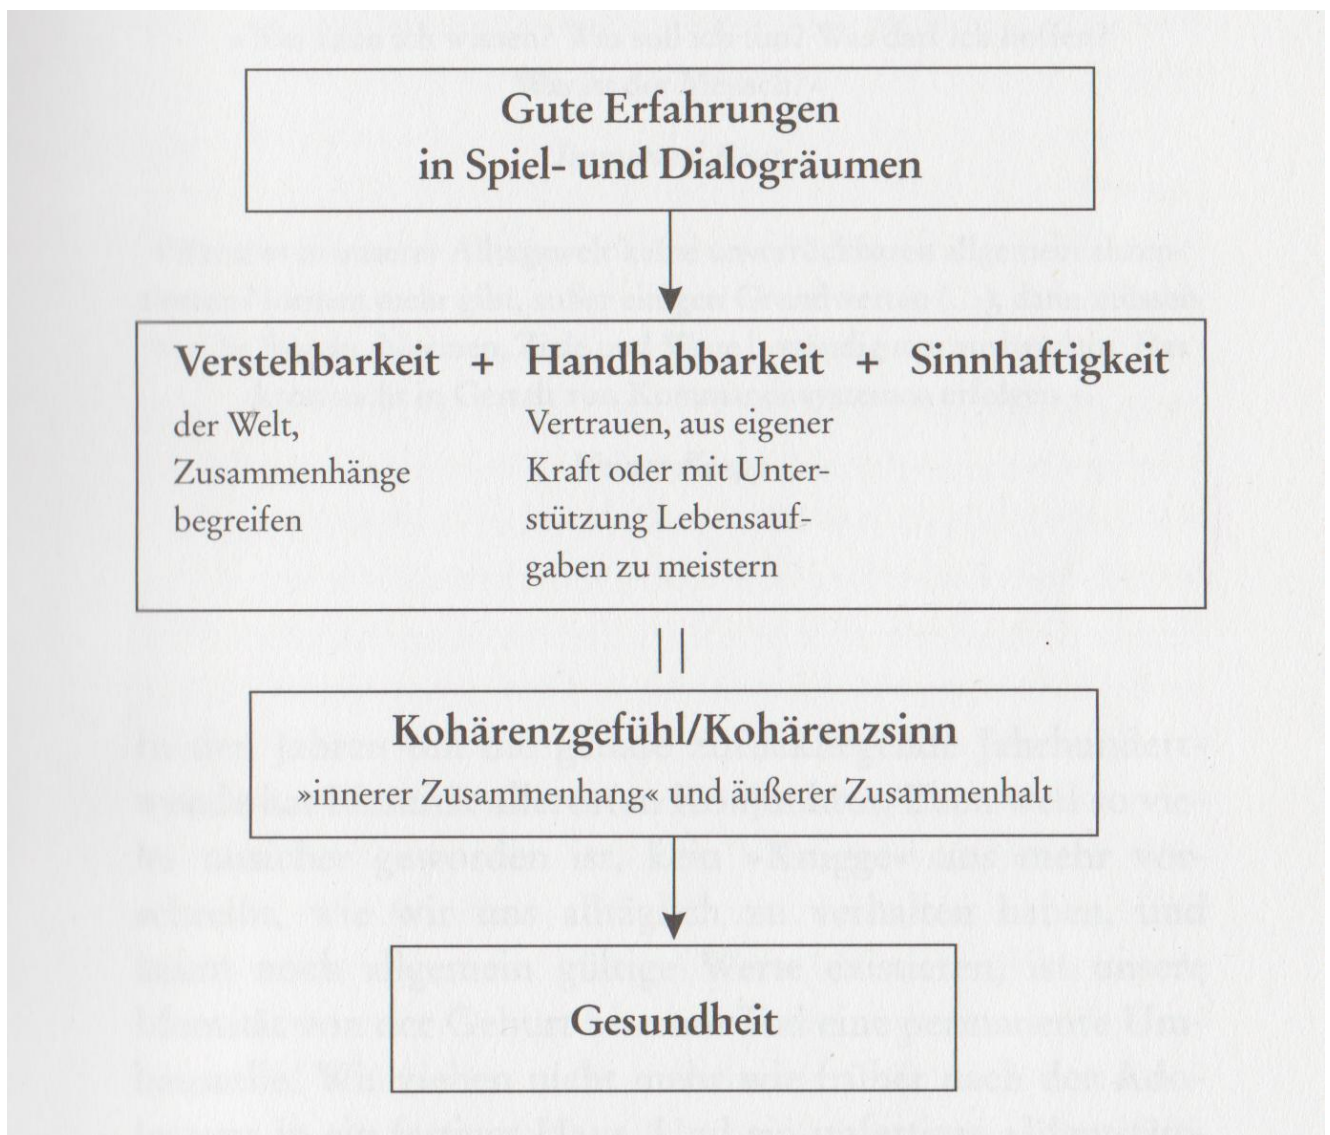 Gute Erfahrungen
in Spiel- und Dialogräumen
Verstehbarkeit + Handhabbarkeit + Sinnhaftigkeit
der Welt,
Zusammenhänge
begreifen
Vertrauen, aus eigener
Kraft oder mit Unter-
stützung Lebensauf-
gaben zu meistern
Kohärenzgefühl/Kohärenzsinn
»innerer Zusammenhang« und äußerer Zusammenhalt
Gesundheit